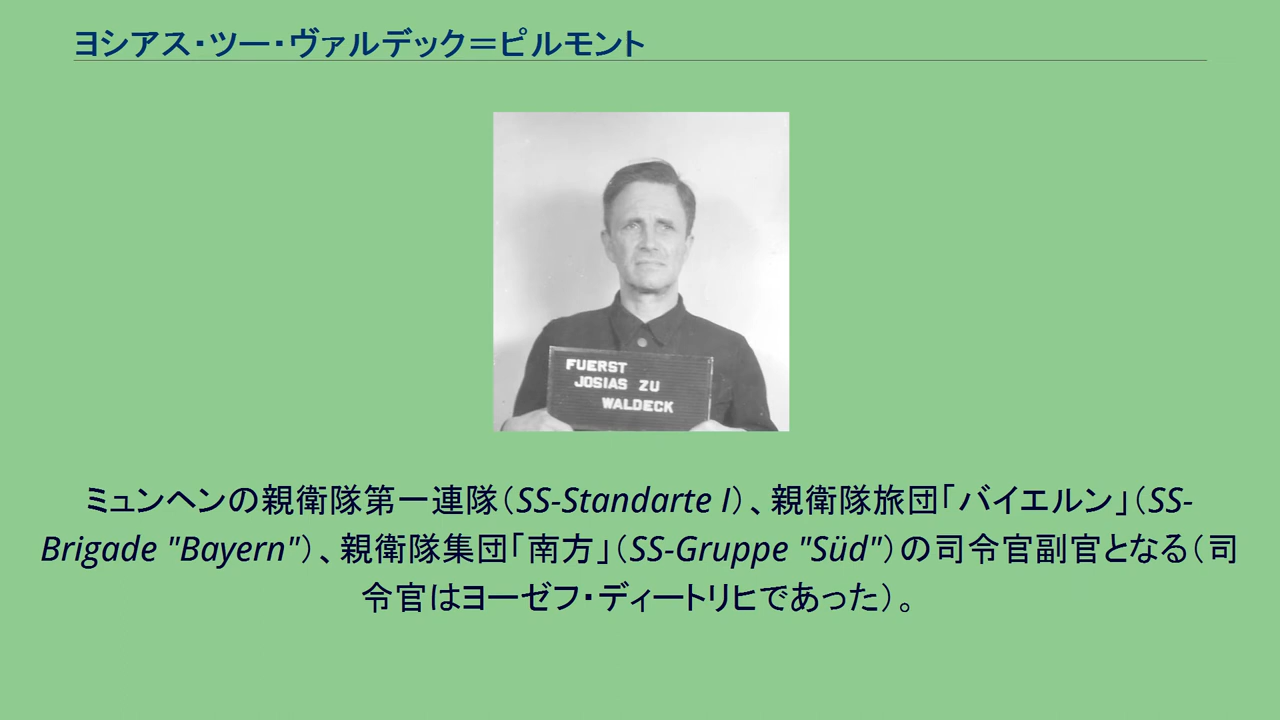 ヨシアス・ツー・ヴァルデック＝ピルモント
FUERST
JOSIAS ZU
WALDECK
ミュンヘンの親衛隊第一連隊（SS-Standarte I）、親衛隊旅団「バイエルン」（SS-
Brigade "Bayern"）、親衛隊集団「南方」（SS-Gruppe "Süd"）の司令官副官となる（司
令官はヨーゼフ・ディートリヒであった）。